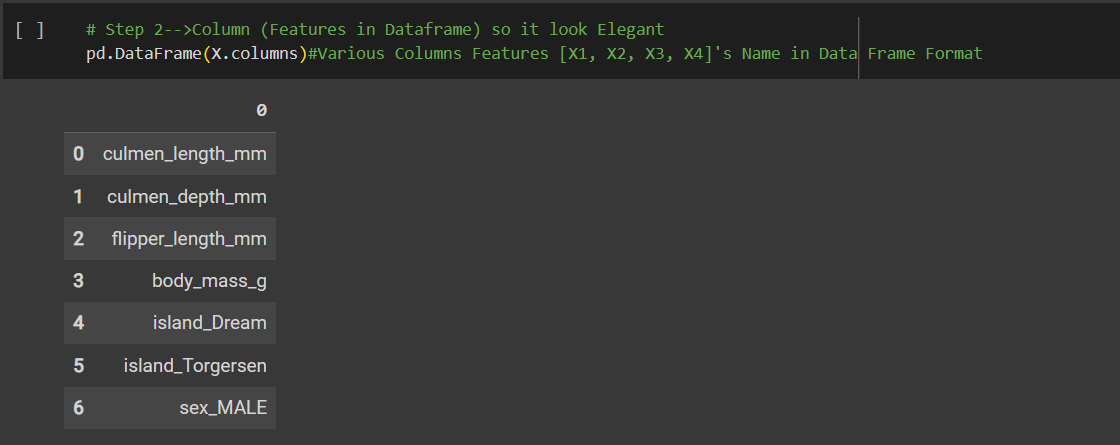 [ ] # Step 2-->Column (Features in Dataframe) so it look Elegant
pd.DataFrame(X.columns)#Various Columns Features [X1, X2, X3, X4]'s Name in Data Frame Format
0
0 culmen_length_mm
1 culmen_depth_mm
2 flipper_length_mm
3 body_mass_g
4 island_Dream
5 island_Torgersen
6 sex_MALE